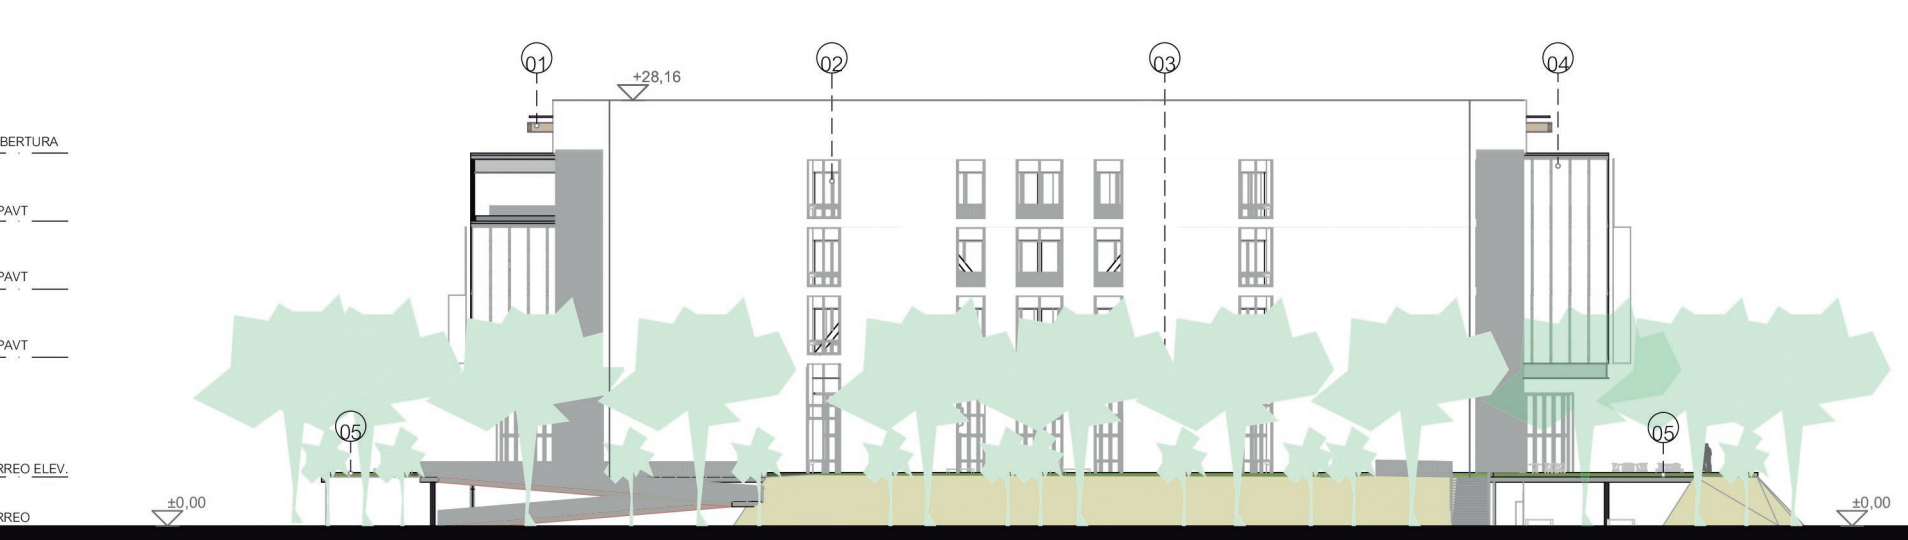 01
02
03
04
+28,16
BERTURA
PAVT
PAVT
PAVT
05
05
RREO ELEV.
±0,00
±0,00
RREO